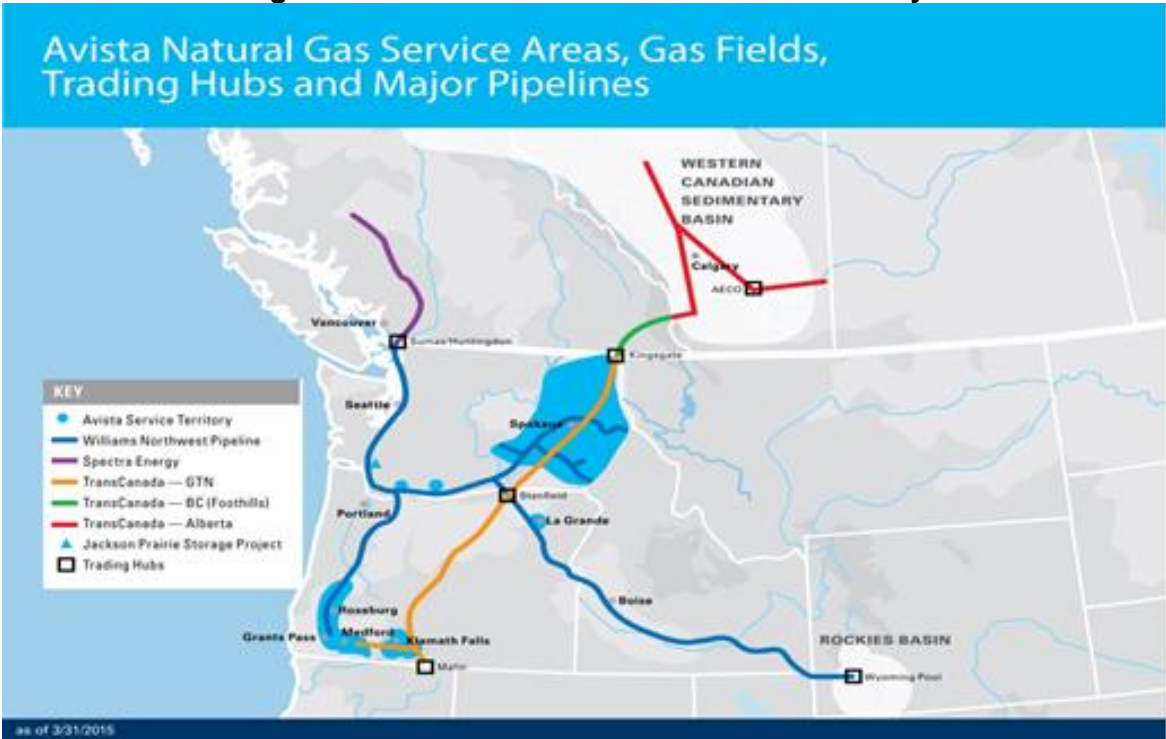 Avista Natural Gas Service Areas, Gas Fields,
Trading Hubs and Major Pipelines
WESTERN
CANADIAN
SEDIMENTARY
BASIN
Calgary
AECO
Vancouver
Sumas/Huntingdon
Kingsgate
KEY
Avista Service Territory
Williams Northwest Pipeline
Spectra Energy
TransCanada — GTN
TransCanada — BC (Foothills)
TransCanada — Alberta
Jackson Prairie Storage Project
Trading Hubs
Seattle
Spokane
Stanfield
Portland
La Grande
Boise
Roseburg
Grants Pass
Medford
Klamath Falls
Malin
ROCKIES BASIN
Wyoming Pool
as of 3/31/2015